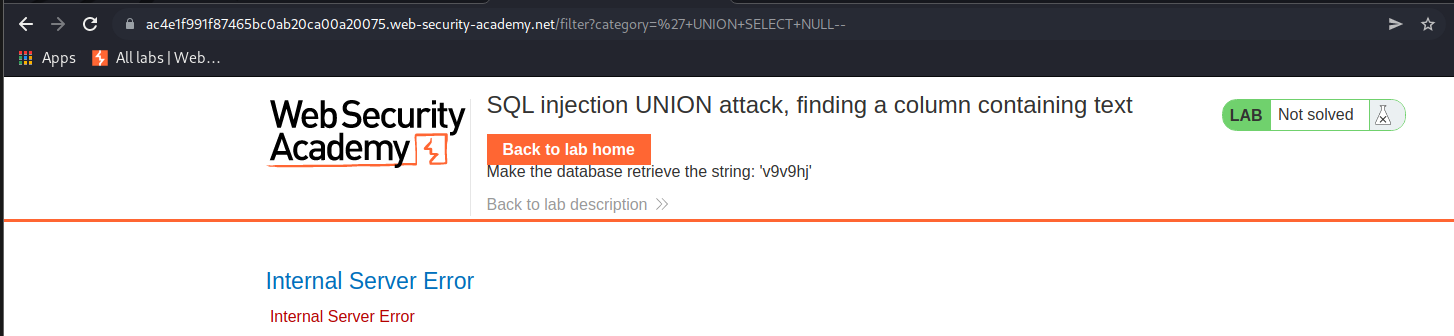 ac4e1f991f87465bc0ab20ca00a20075.web-security-academy.net/filter?category=%27+UNION+SELECT+NULL--
Apps All labs | Web…
WebSecurity
Academy
SQL injection UNION attack, finding a column containing text
Back to lab home
Make the database retrieve the string: 'v9v9hj'
Back to lab description
LAB Not solved
Internal Server Error
Internal Server Error